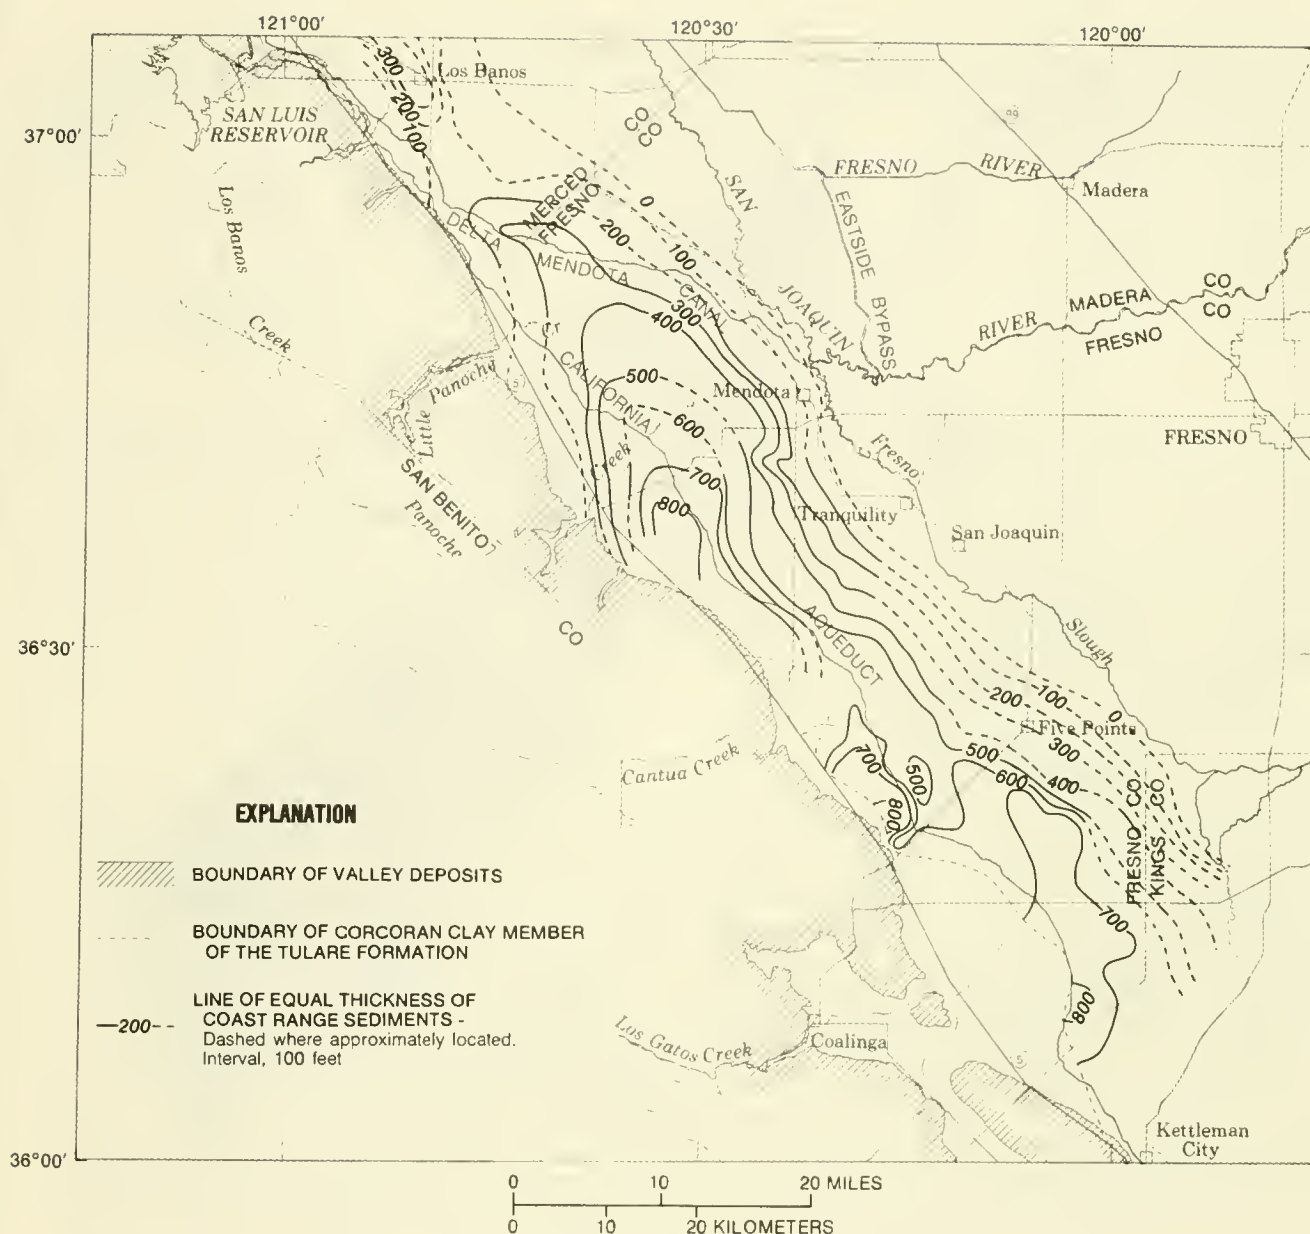 121°00′
120°30′
120°00′
37°00′
36°30′
36°00′
300
200
100
Los Banos
SAN LUIS
RESERVOIR
Los Banos
Creek
CO
CO
99
FRESNO RIVER
Madera
SAN
JOAQUIN
RIVER
EASTSIDE
BYPASS
MADERA CO
FRESNO CO
MERCED
FRESNO
DELTA
MENDOTA
CANAL
0
100
200
300
400
500
600
700
800
CALIFORNIA
AQUEDUCT
Little Panoche
5
Creek
SAN BENITO
CO
Panoche
Creek
Mendota
Fresno
Slough
FRESNO
Tranquility
San Joaquin
Cantua Creek
0
100
200
300
400
500
600
700
800
Five Points
700
500
800
FRESNO CO
KINGS CO
Los Gatos Creek
Coalinga
5
Kettleman
City
EXPLANATION
BOUNDARY OF VALLEY DEPOSITS
BOUNDARY OF CORCORAN CLAY MEMBER
OF THE TULARE FORMATION
—200-- LINE OF EQUAL THICKNESS OF
COAST RANGE SEDIMENTS -
Dashed where approximately located.
Interval, 100 feet
0 10 20 MILES
0 10 20 KILOMETERS